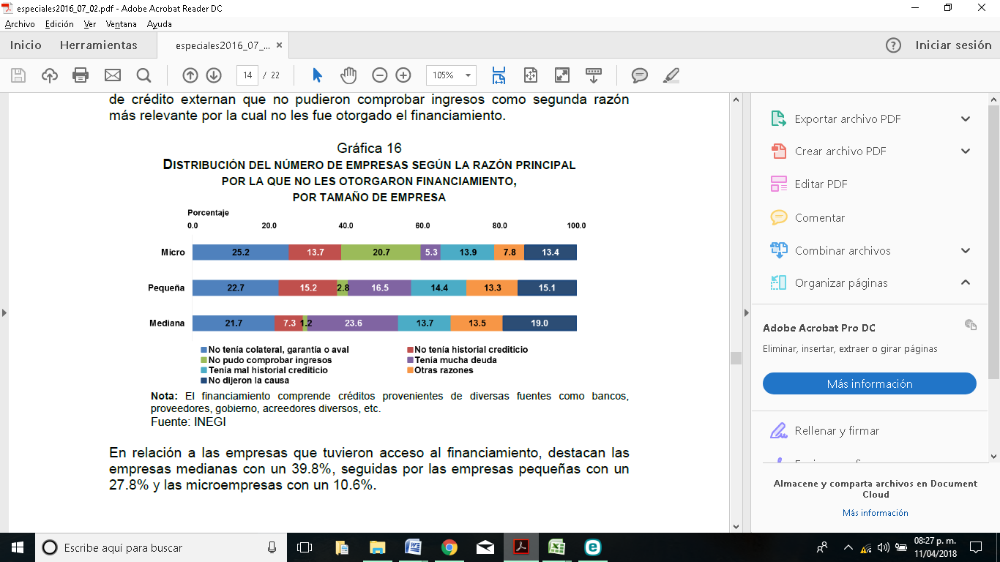 especiales2016_07_02.pdf - Adobe Acrobat Reader DC
Archivo Edición Ver Ventana Ayuda
Inicio Herramientas especiales2016_07_... × Iniciar sesión
14 / 22 105%
de crédito externan que no pudieron comprobar ingresos como segunda razón
más relevante por la cual no les fue otorgado el financiamiento.
Gráfica 16
DISTRIBUCIÓN DEL NÚMERO DE EMPRESAS SEGÚN LA RAZÓN PRINCIPAL
POR LA QUE NO LES OTORGARON FINANCIAMIENTO,
POR TAMAÑO DE EMPRESA
Porcentaje
0.0 20.0 40.0 60.0 80.0 100.0
Micro 25.2 13.7 20.7 5.3 13.9 7.8 13.4
Pequeña 22.7 15.2 2.8 16.5 14.4 13.3 15.1
Mediana 21.7 7.3 1.2 23.6 13.7 13.5 19.0
No tenía colateral, garantía o aval No tenía historial crediticio
No pudo comprobar ingresos Tenía mucha deuda
Tenía mal historial crediticio Otras razones
No dijeron la causa
Nota: El financiamiento comprende créditos provenientes de diversas fuentes como bancos,
proveedores, gobierno, acreedores diversos, etc.
Fuente: INEGI
En relación a las empresas que tuvieron acceso al financiamiento, destacan las
empresas medianas con un 39.8%, seguidas por las empresas pequeñas con un
27.8% y las microempresas con un 10.6%.
Exportar archivo PDF
Crear archivo PDF
Editar PDF
Comentar
Combinar archivos
Organizar páginas
Adobe Acrobat Pro DC
Eliminar, insertar, extraer o girar páginas
Más información
Rellenar y firmar
Almacene y comparta archivos en Document
Cloud
Más información
Escribe aquí para buscar
08:27 p. m.
11/04/2018